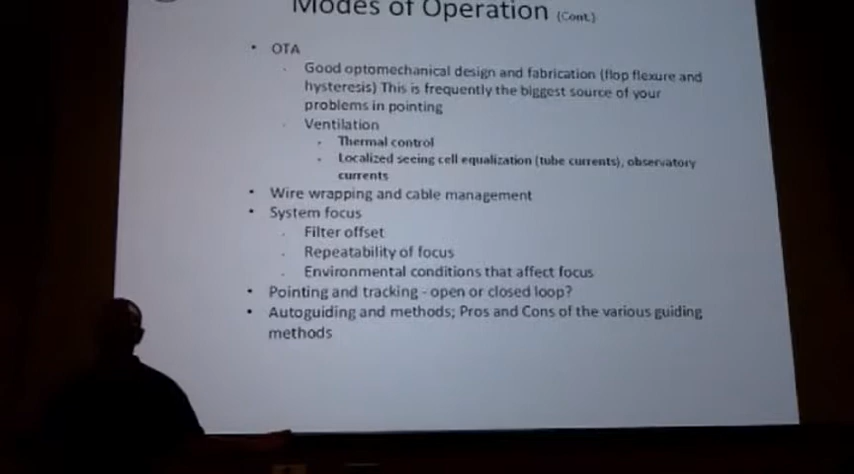 Modes of Operation (Cont.)
• OTA
Good optomechanical design and fabrication (flop flexure and
hysteresis) This is frequently the biggest source of your
problems in pointing
Ventilation
Thermal control
Localized seeing cell equalization (tube currents), observatory
currents
• Wire wrapping and cable management
• System focus
Filter offset
Repeatability of focus
Environmental conditions that affect focus
• Pointing and tracking - open or closed loop?
• Autoguiding and methods; Pros and Cons of the various guiding
methods